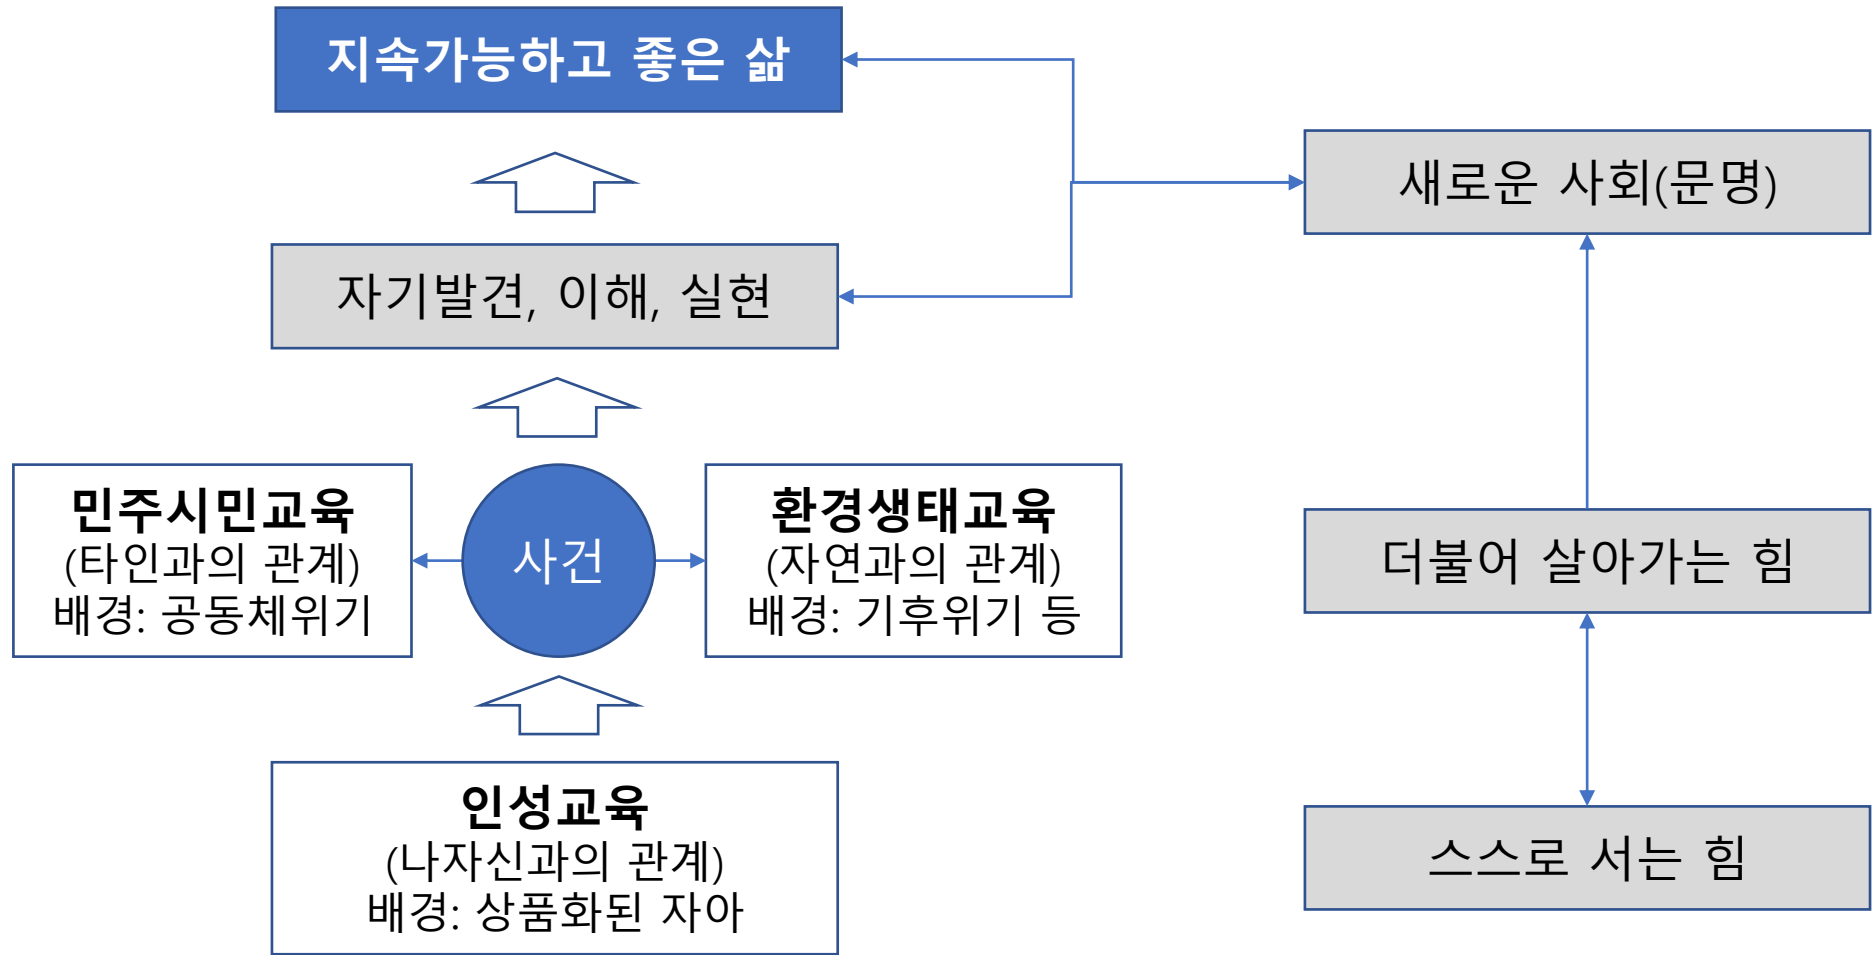 지속가능하고 좋은 삶
새로운 사회(문명)
자기발견, 이해, 실현
민주시민교육
(타인과의 관계)
배경: 공동체위기
사건
환경생태교육
(자연과의 관계)
배경: 기후위기 등
더불어 살아가는 힘
인성교육
(나자신과의 관계)
배경: 상품화된 자아
스스로 서는 힘